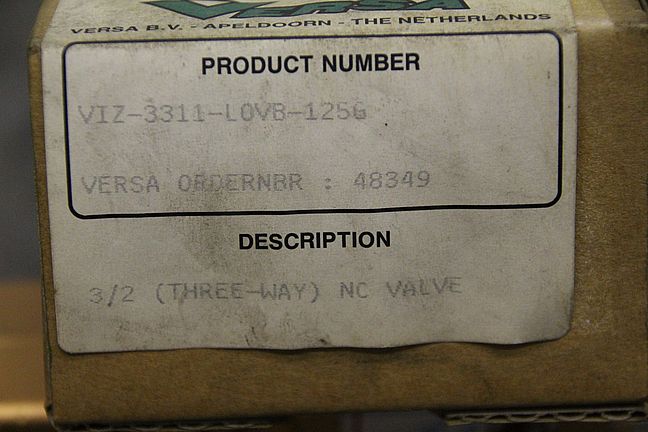 VERSA
VERSA B.V. - APELDOORN - THE NETHERLANDS
PRODUCT NUMBER
VIZ-3311-LOVB-125G
VERSA ORDERNBR : 48349
DESCRIPTION
3/2 (THREE-WAY) NC VALVE